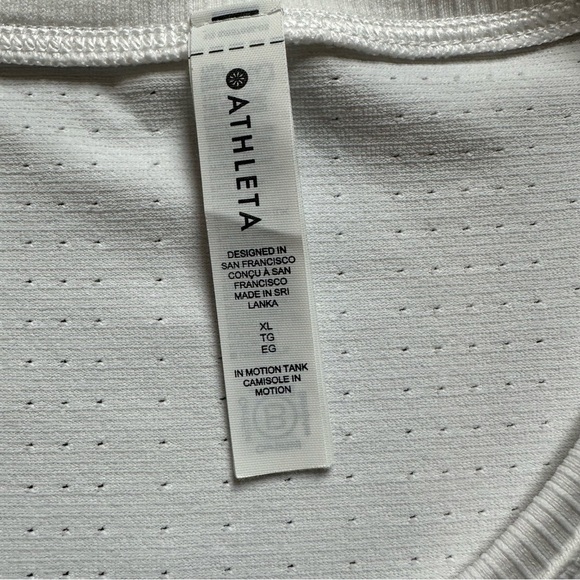 ATHLETA
DESIGNED IN
SAN FRANCISCO
CONÇU À SAN
FRANCISCO
MADE IN SRI
LANKA
XL
TG
EG
IN MOTION TANK
CAMISOLE IN
MOTION